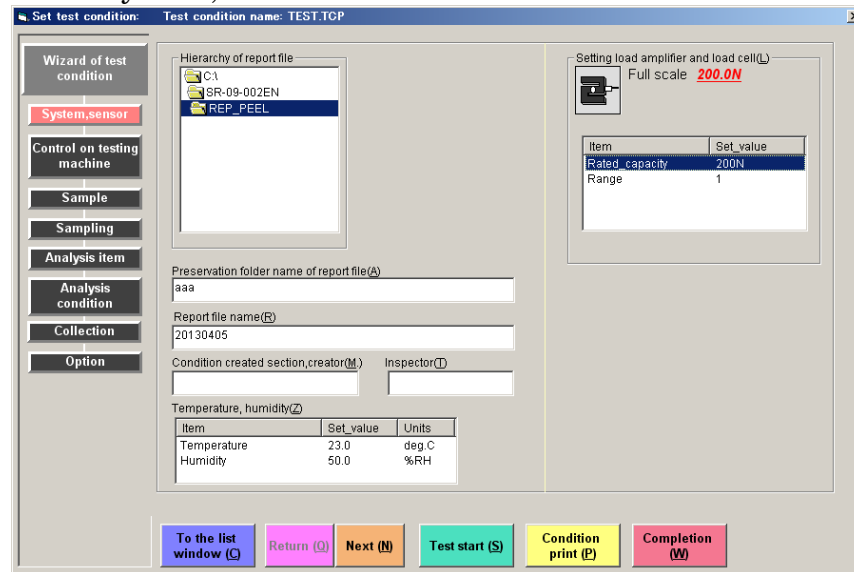 Set test condition: Test condition name: TEST.TCP
Wizard of test
condition
System,sensor
Control on testing
machine
Sample
Sampling
Analysis item
Analysis
condition
Collection
Option
Hierarchy of report file
C:\
SR-09-002EN
REP_PEEL
Preservation folder name of report file(A)
aaa
Report file name(R)
20130405
Condition created section,creator(M.) Inspector(T)
Temperature, humidity(Z)
Item Set_value Units
Temperature 23.0 deg.C
Humidity 50.0 %RH
Setting load amplifier and load cell(L)
Full scale 200.0N
Item Set_value
Rated_capacity 200N
Range 1
To the list
window (C)
Return (O)
Next (N)
Test start (S)
Condition
print (P)
Completion
(W)